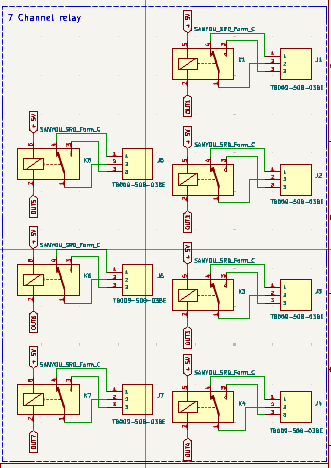 7 Channel relay
+5V
SANYOU_SRD_Form_C
K1
1
2
3
J1
TB009-508-03BE
OUT1
+5V
SANYOU_SRD_Form_C
1
2
3
J2
TB009-508-03BE
+5V
SANYOU_SRD_Form_C
K5
1
2
3
J5
TB009-508-03BE
OUT5
+5V
SANYOU_SRD_Form_C
K3
1
2
3
J3
TB009-508-03BE
OUT3
+5V
SANYOU_SRD_Form_C
K6
1
2
3
J6
TB009-508-03BE
OUT6
+5V
SANYOU_SRD_Form_C
K4
1
2
3
J4
TB009-508-03BE
OUT4
+5V
SANYOU_SRD_Form_C
K7
1
2
3
J7
TB009-508-03BE
OUT7